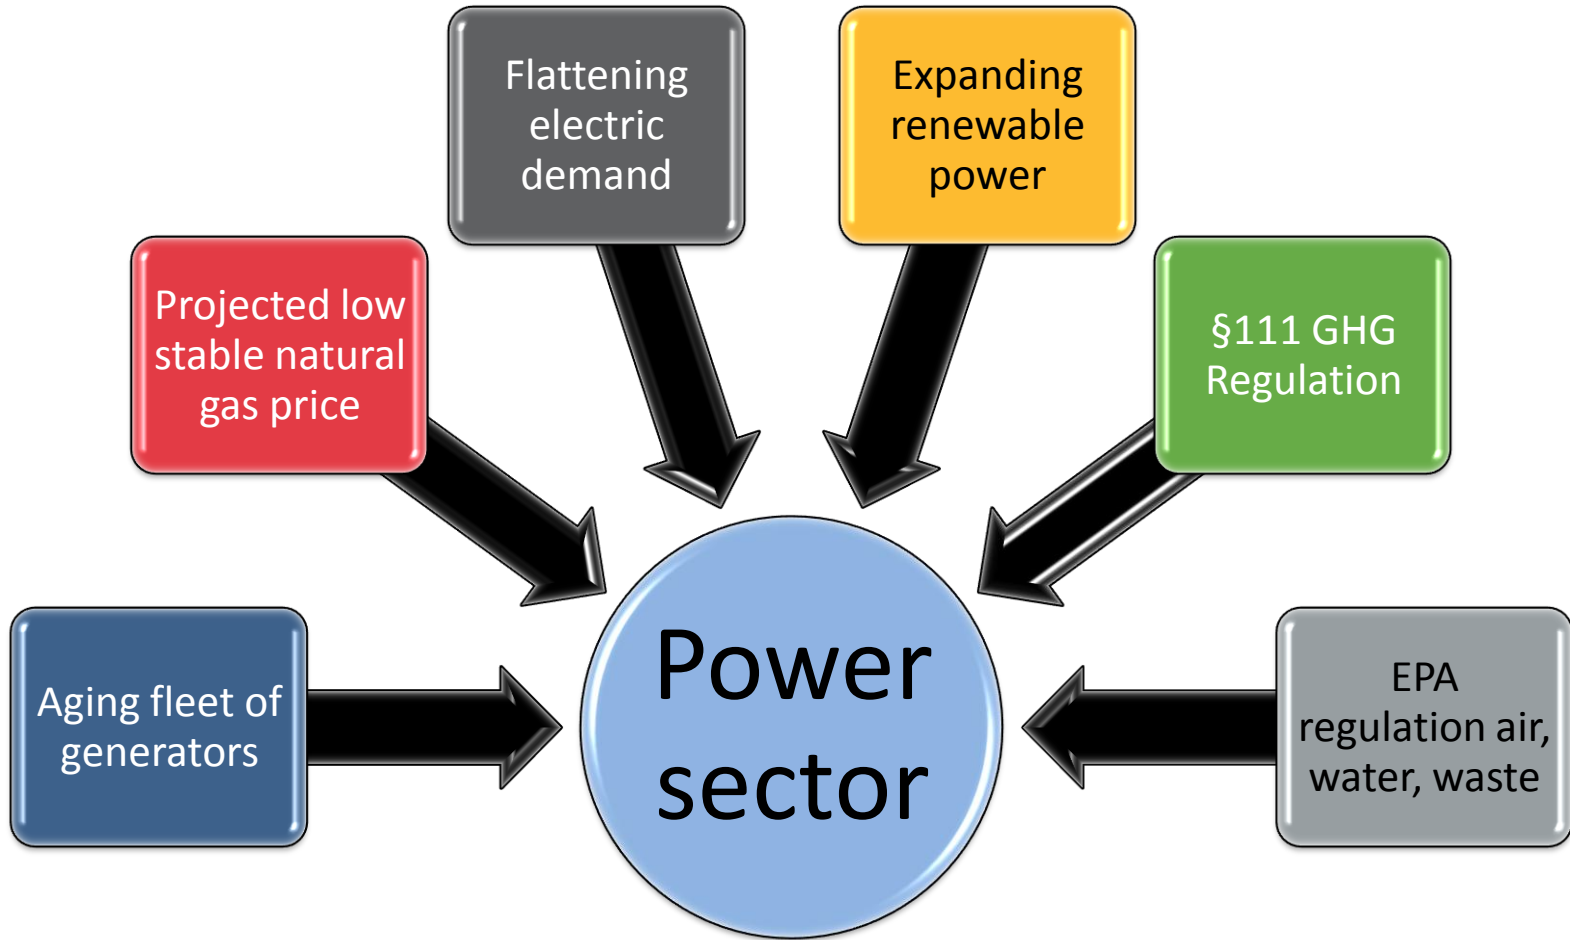 Flattening
electric
demand
Expanding
renewable
power
Projected low
stable natural
gas price
§111 GHG
Regulation
Aging fleet of
generators
Power
sector
EPA
regulation air,
water, waste